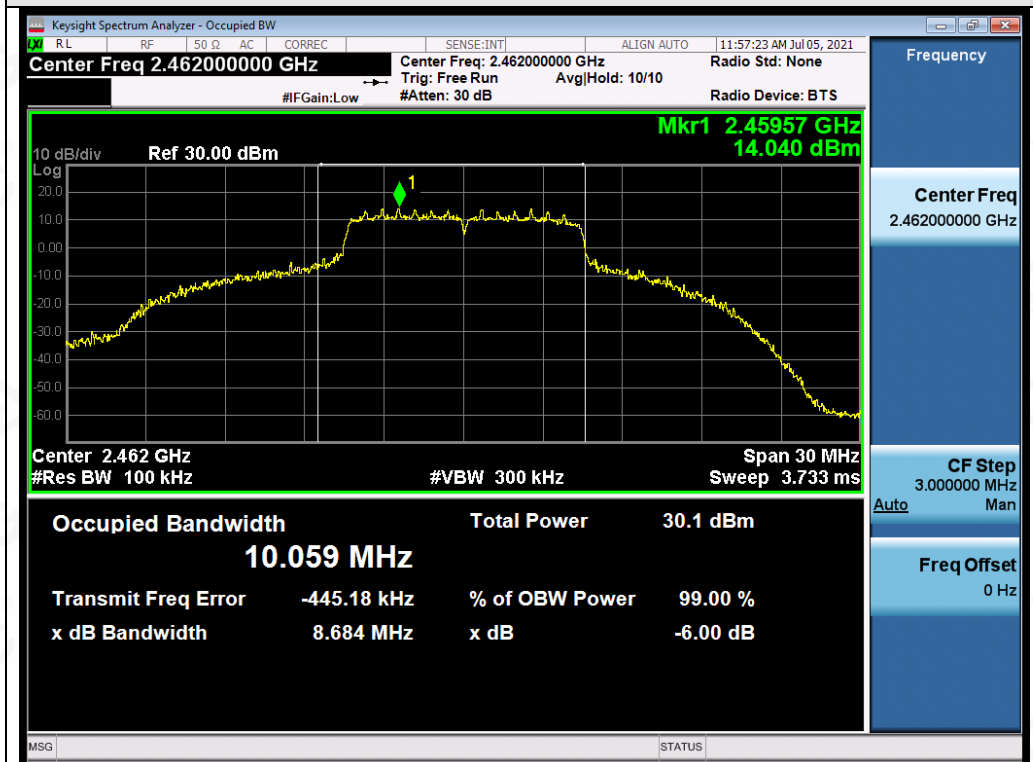 Keysight Spectrum Analyzer - Occupied BW
LXI RL RF 50 Ω AC CORREC SENSE:INT ALIGN AUTO 11:57:23 AM Jul 05, 2021
Center Freq 2.462000000 GHz
Center Freq: 2.462000000 GHz
Radio Std: None
Trig: Free Run Avg|Hold: 10/10
#IFGain:Low
#Atten: 30 dB
Radio Device: BTS
Frequency
Mkr1 2.45957 GHz
14.040 dBm
10 dB/div Ref 30.00 dBm
Log
20.0
10.0
0.00
-10.0
-20.0
-30.0
-40.0
-50.0
-60.0
1
Center 2.462 GHz Span 30 MHz
#Res BW 100 kHz #VBW 300 kHz Sweep 3.733 ms
Center Freq
2.462000000 GHz
CF Step
3.000000 MHz
Auto Man
Freq Offset
0 Hz
Occupied Bandwidth Total Power 30.1 dBm
10.059 MHz
Transmit Freq Error -445.18 kHz % of OBW Power 99.00 %
x dB Bandwidth 8.684 MHz x dB -6.00 dB
MSG STATUS